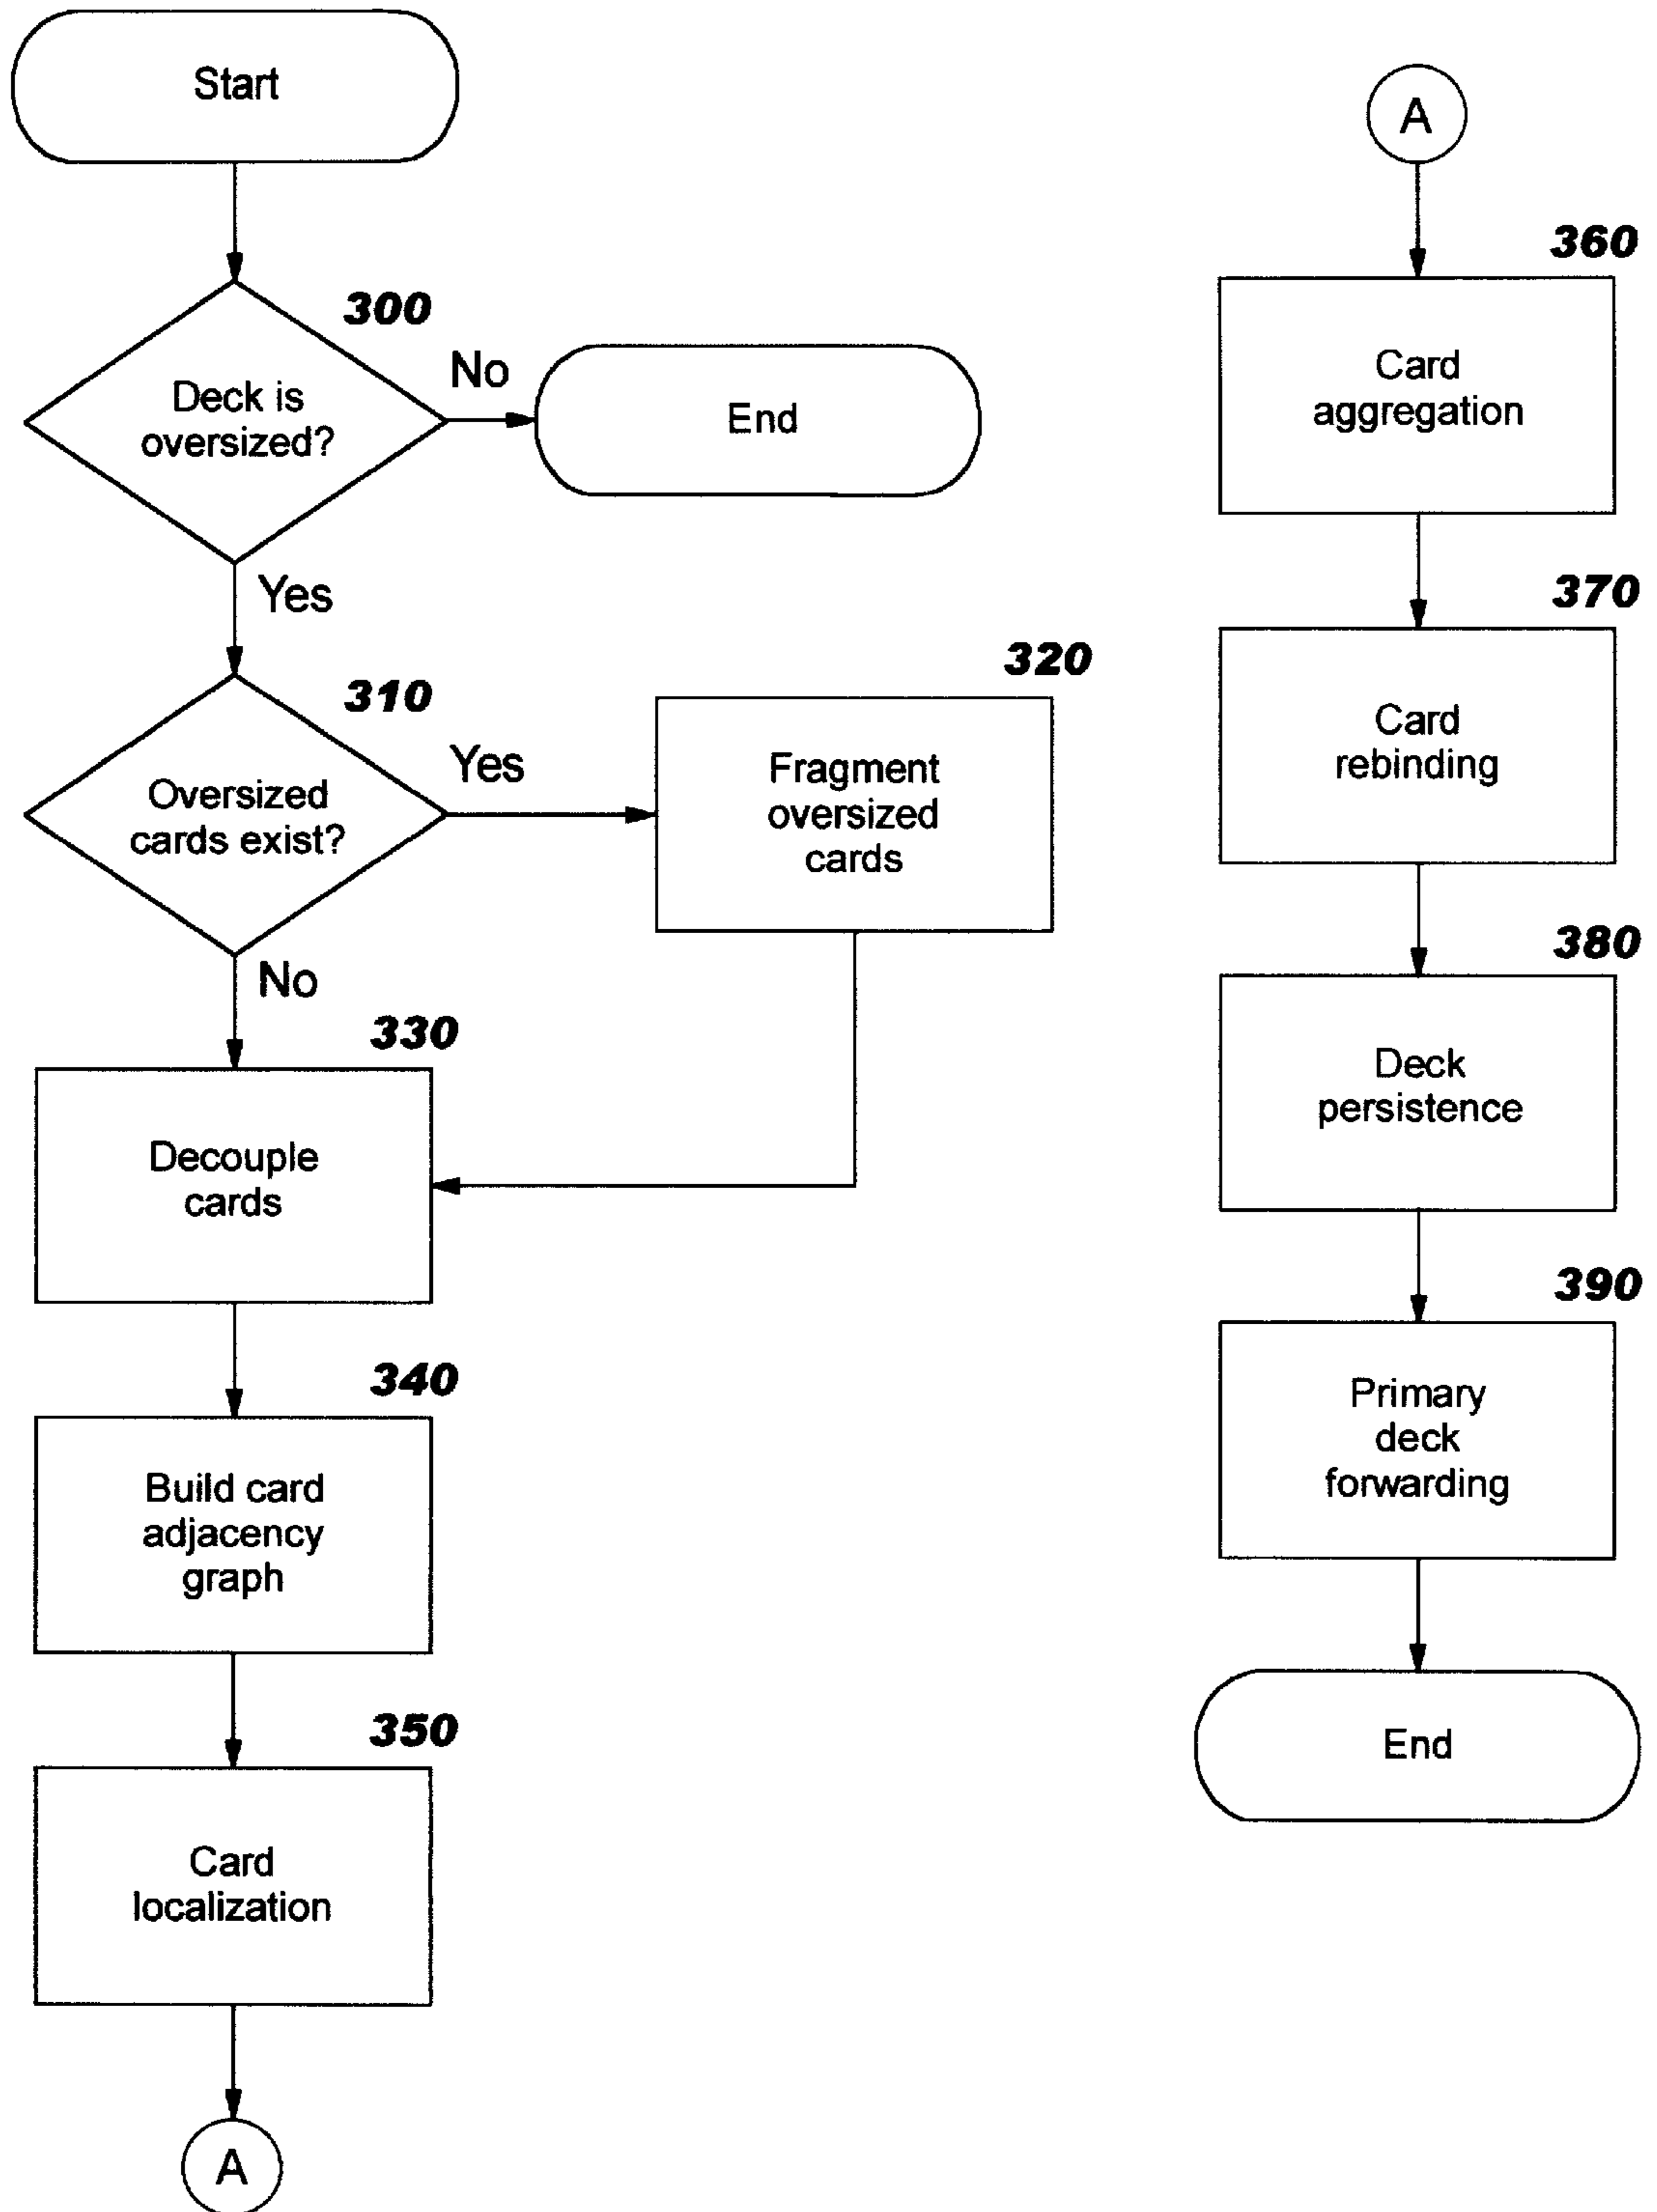 Start
300
Deck is
oversized?
No
End
Yes
310
Oversized
cards exist?
Yes
320
Fragment
oversized
cards
No
330
Decouple
cards
340
Build card
adjacency
graph
350
Card
localization
A
A
360
Card
aggregation
370
Card
rebinding
380
Deck
persistence
390
Primary
deck
forwarding
End